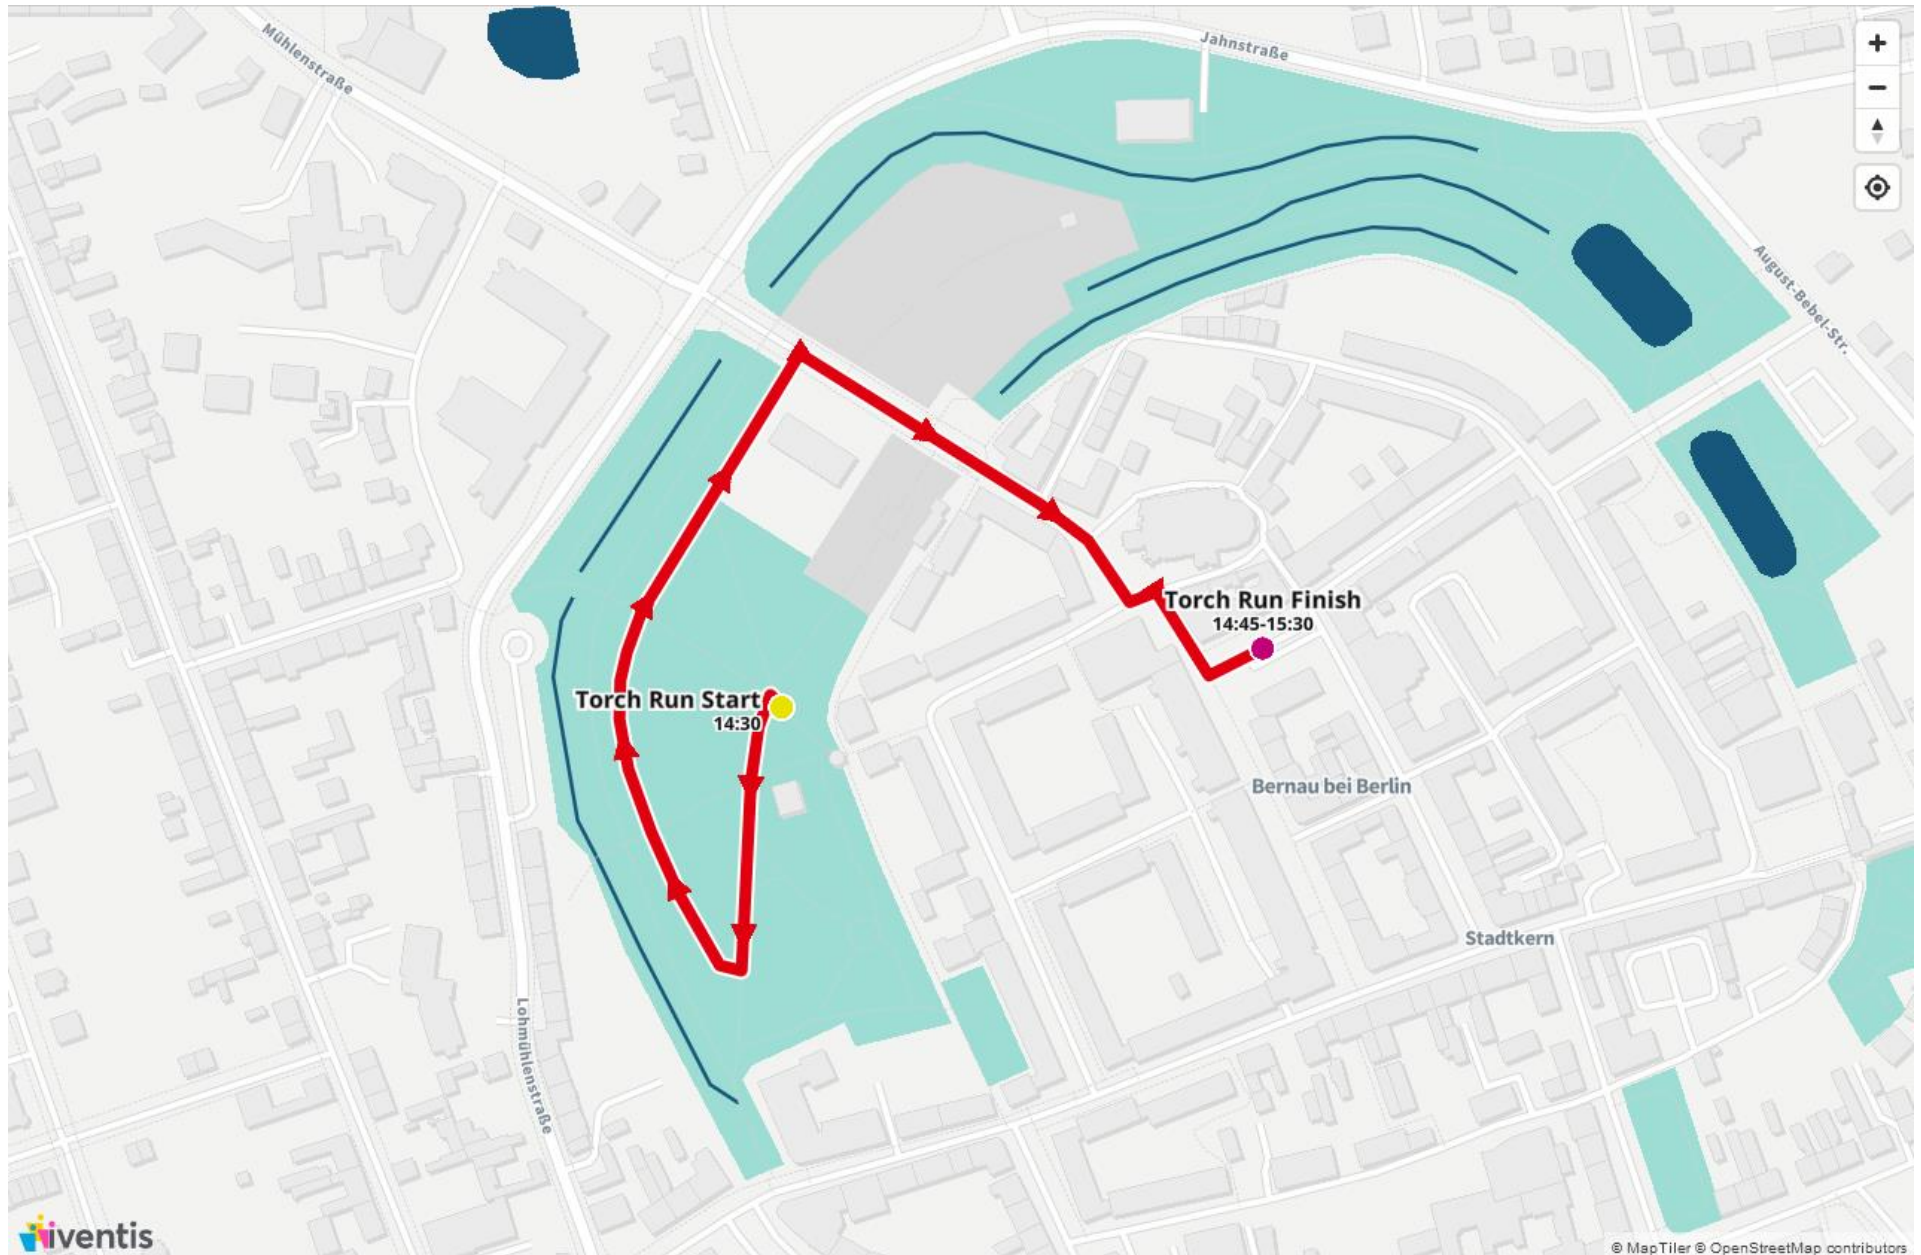 Mühlenstraße
Jahnstraße
August-Bebel-Str.
Torch Run Finish
14:45-15:30
Torch Run Start
14:30
Bernau bei Berlin
Stadtkern
Lohmühlenstraße
iventis
© MapTiler © OpenStreetMap contributors